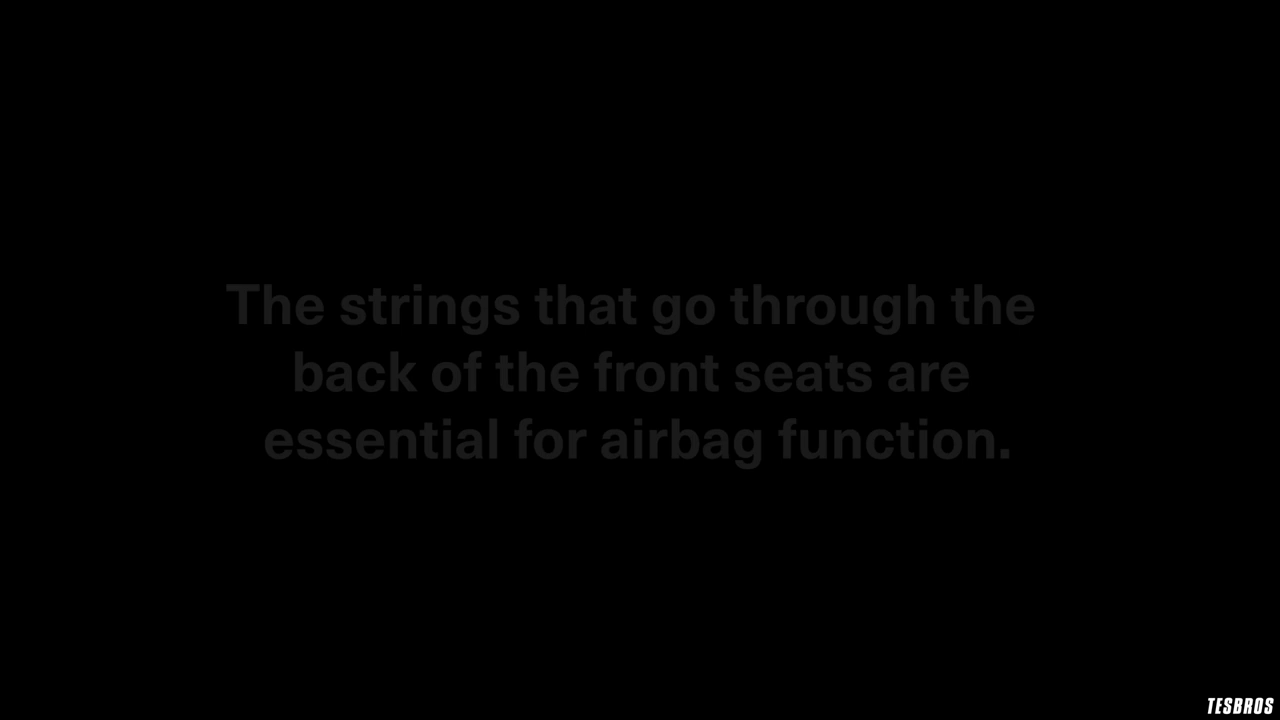 The strings that go through the
back of the front seats are
essential for airbag function.
TESBROS